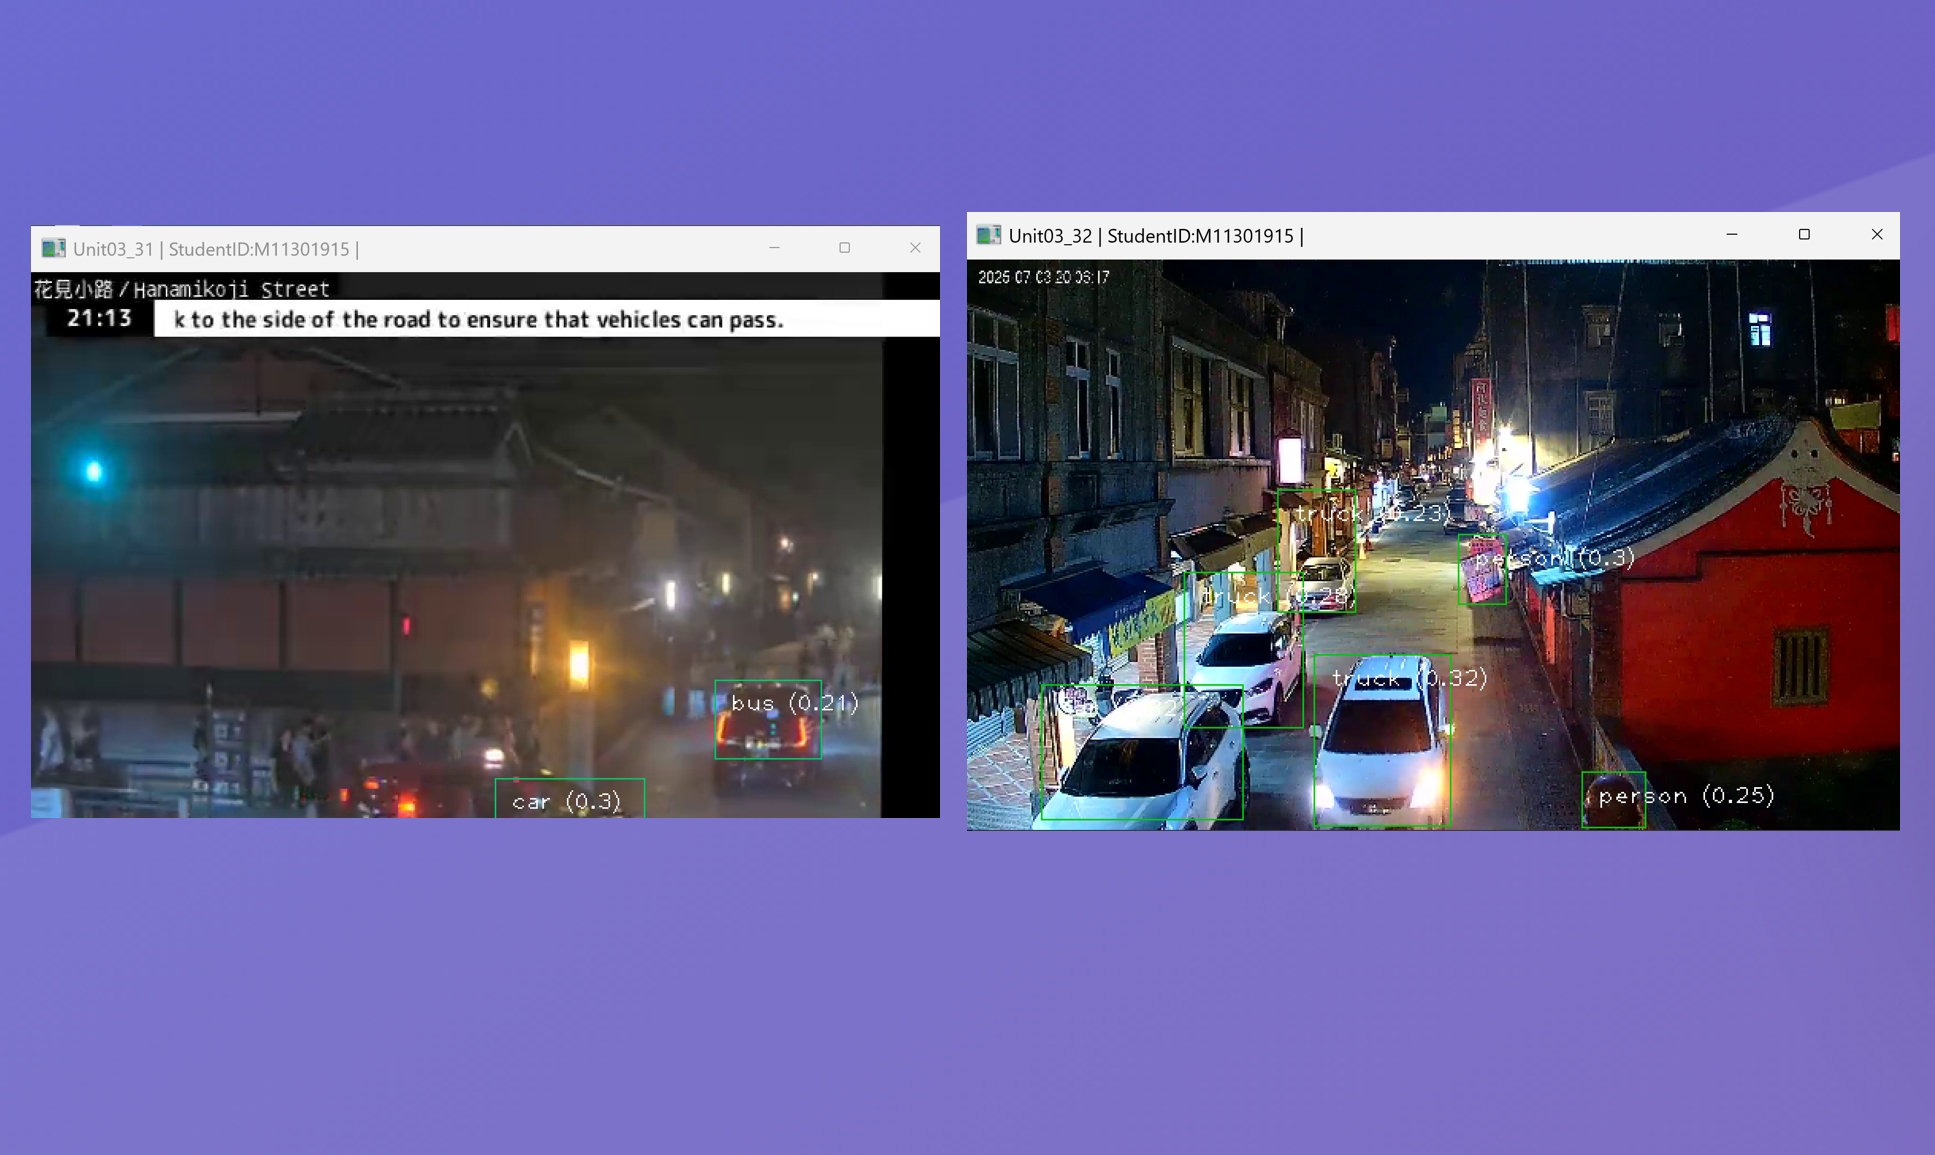 Unit03_31 | StudentID:M11301915 |
花見小路 / Hanamikoji Street
21:13
k to the side of the road to ensure that vehicles can pass.
bus (0.21)
car (0.3)
Unit03_32 | StudentID:M11301915 |
2025-07-03 20:06:17
truck (0.23)
person (0.3)
truck (0.28)
truck (0.32)
person (0.25)